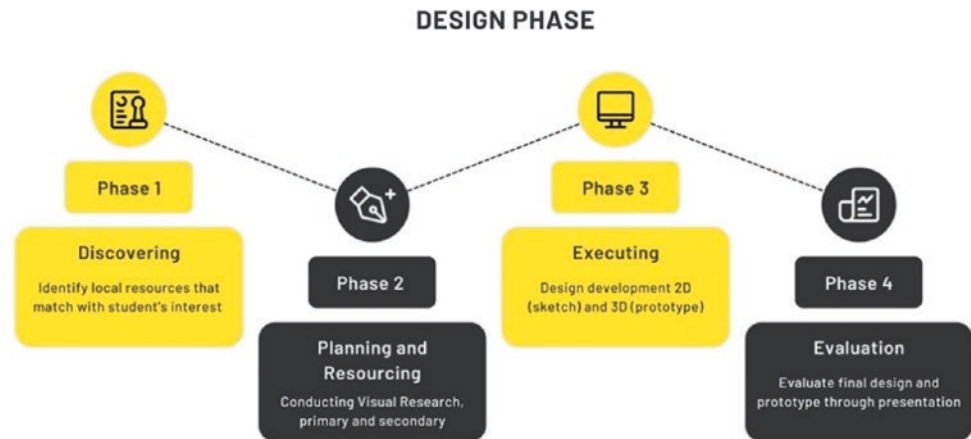 DESIGN PHASE
Phase 1
Discovering
Identify local resources that
match with student's interest
Phase 2
Planning and
Resourcing
Conducting Visual Research,
primary and secondary
Phase 3
Executing
Design development 2D
(sketch) and 3D (prototype)
Phase 4
Evaluation
Evaluate final design and
prototype through presentation